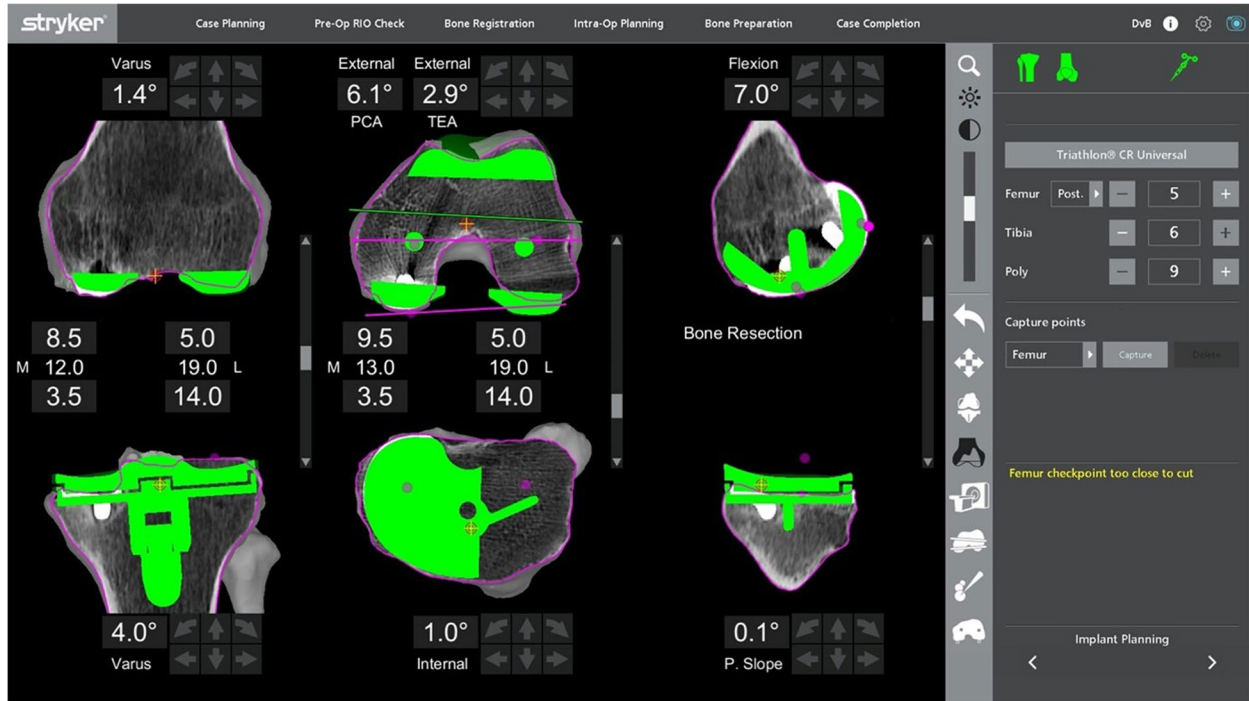 stryker®
Case Planning
Pre-Op RIO Check
Bone Registration
Intra-Op Planning
Bone Preparation
Case Completion
DvB
i
Varus
1.4°
External External
6.1° 2.9°
PCA TEA
Flexion
7.0°
8.5 5.0
M 12.0 19.0 L
3.5 14.0
9.5 5.0
M 13.0 19.0 L
3.5 14.0
Bone Resection
4.0°
Varus
1.0°
Internal
0.1°
P. Slope
Triathlon® CR Universal
Femur Post. − 5 +
Tibia − 6 +
Poly − 9 +
Capture points
Femur Capture Delete
Femur checkpoint too close to cut
Implant Planning
< >